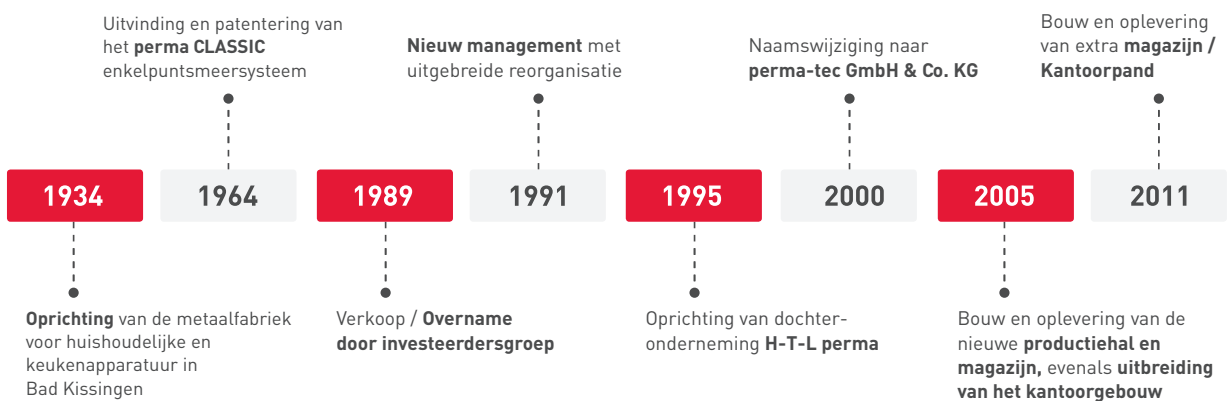 Uitvinding en patentering van
het perma CLASSIC
enkelpuntsmeersysteem
Nieuw management met
uitgebreide reorganisatie
Naamswijziging naar
perma-tec GmbH & Co. KG
Bouw en oplevering
van extra magazijn /
Kantoorpand
1934
1964
1989
1991
1995
2000
2005
2011
Oprichting van de metaalfabriek
voor huishoudelijke en
keukenapparatuur in
Bad Kissingen
Verkoop / Overname
door investeerdersgroep
Oprichting van dochter-
onderneming H-T-L perma
Bouw en oplevering van de
nieuwe productiehal en
magazijn, evenals uitbreiding
van het kantoorgebouw